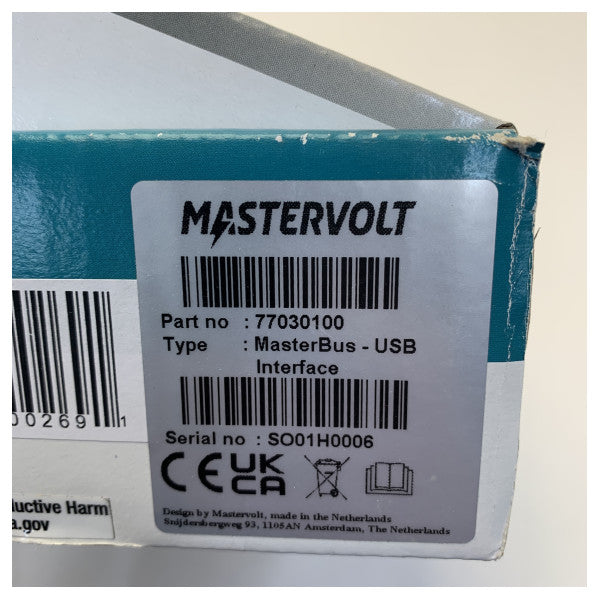 MASTERVOLT
Part no : 77030100
Type : MasterBus - USB
Interface
Serial no : SO01H0006
CE UK
CA
Design by Mastervolt, made in the Netherlands
Snijdersbergweg 93, 1105AN Amsterdam, The Netherlands
00269 1
ductive Harm
a.gov